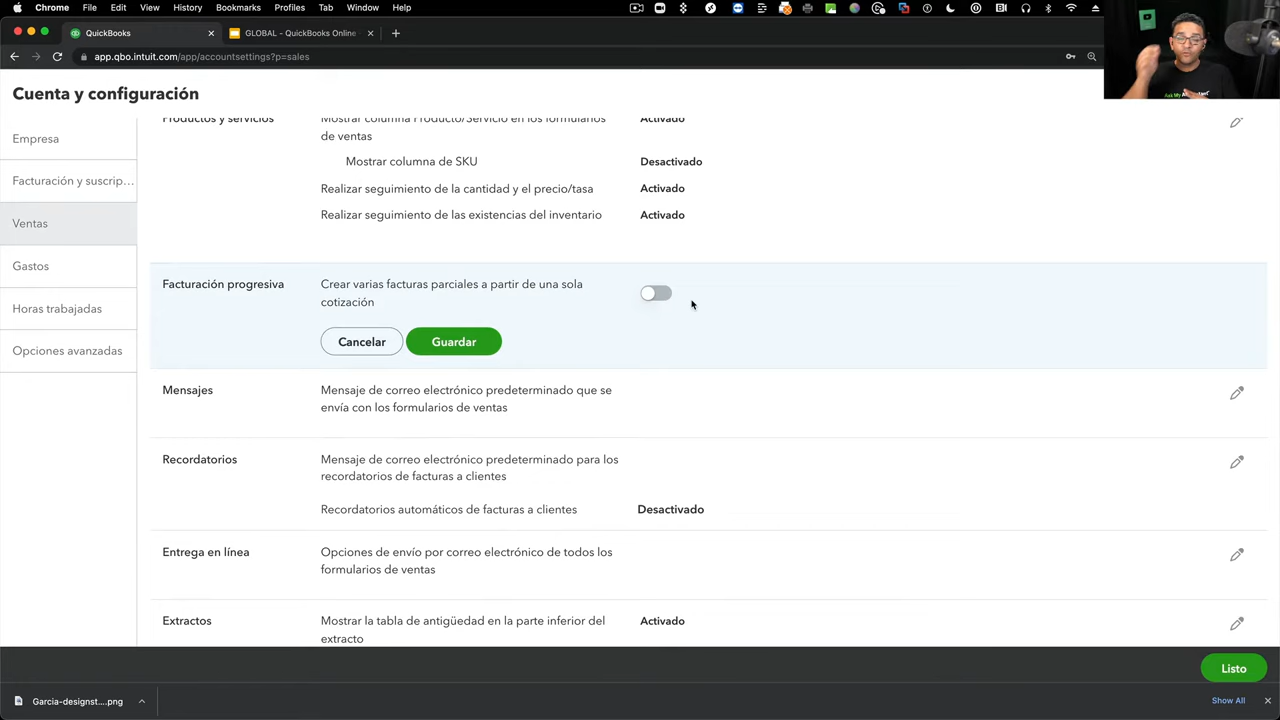 Chrome File Edit View History Bookmarks Profiles Tab Window Help
QuickBooks
GLOBAL - QuickBooks Online
app.qbo.intuit.com/app/accountsettings?p=sales
Cuenta y configuración
Empresa
Facturación y suscrip...
Ventas
Gastos
Horas trabajadas
Opciones avanzadas
Productos y servicios
Mostrar columna Producto/Servicio en los formularios
de ventas
Activado
Mostrar columna de SKU
Desactivado
Realizar seguimiento de la cantidad y el precio/tasa
Activado
Realizar seguimiento de las existencias del inventario
Activado
Facturación progresiva
Crear varias facturas parciales a partir de una sola
cotización
Cancelar
Guardar
Mensajes
Mensaje de correo electrónico predeterminado que se
envía con los formularios de ventas
Recordatorios
Mensaje de correo electrónico predeterminado para los
recordatorios de facturas a clientes
Recordatorios automáticos de facturas a clientes
Desactivado
Entrega en línea
Opciones de envío por correo electrónico de todos los
formularios de ventas
Extractos
Mostrar la tabla de antigüedad en la parte inferior del
extracto
Activado
Listo
Garcia-designst....png
Show All
Ask My